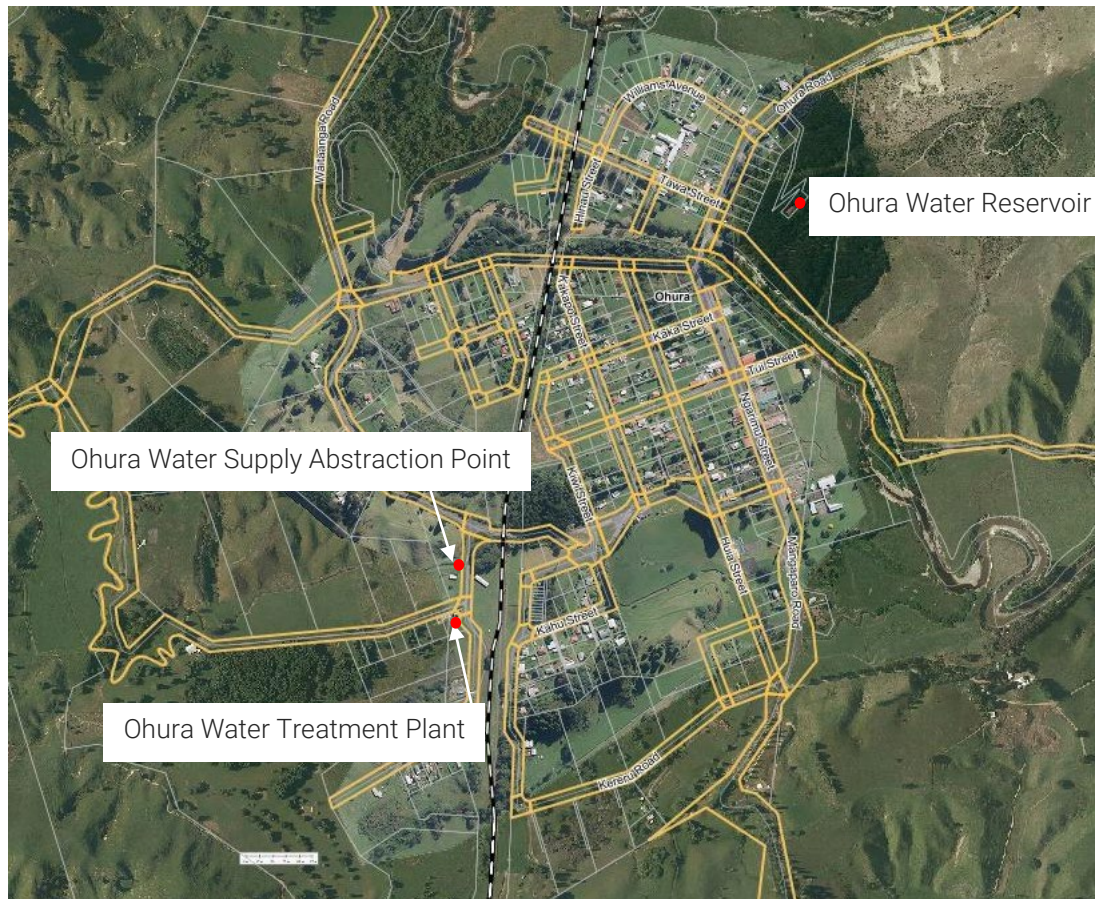 Waitaanga Road
Williams Avenue
Ohura Road
Hinau Street
Tawa Street
Ohura Water Reservoir
Kakapo Street
Ohura
Kaka Street
Tui Street
Ngarimu Street
Ohura Water Supply Abstraction Point
Kiwi Street
Huia Street
Mangaparo Road
Kahu Street
Ohura Water Treatment Plant
Kereru Road